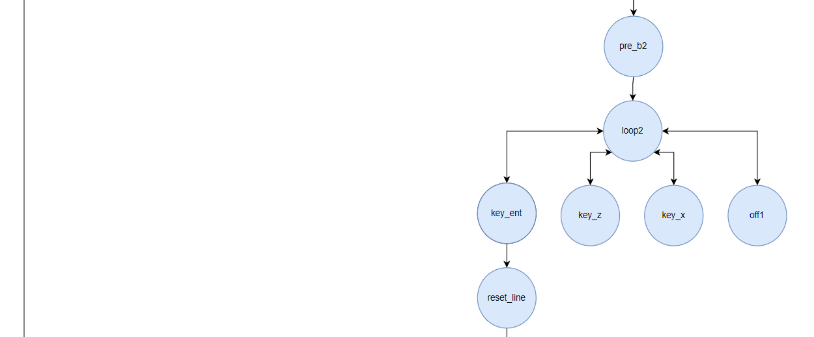 pre_b2
loop2
key_ent
key_z
key_x
off1
reset_line